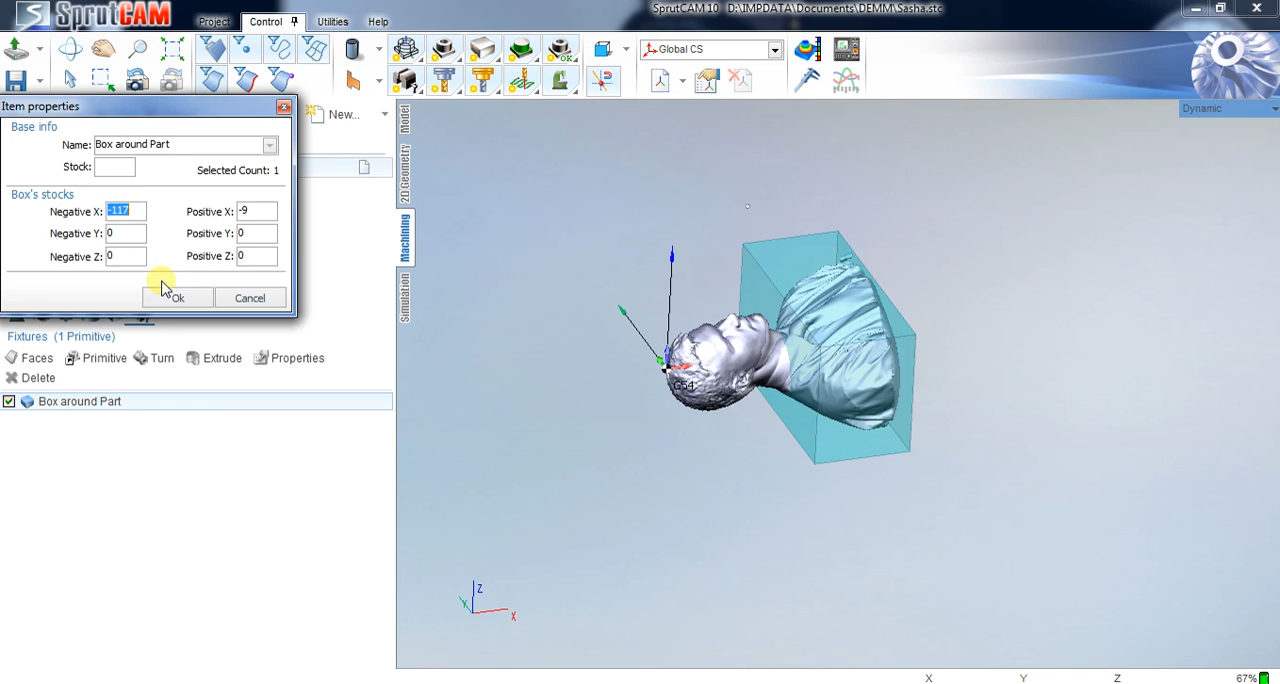 SprutCAM
Project
Control
Utilities
Help
SprutCAM 10 D:\IMPDATA\Documents\DEMM\Sasha.stc
OK
Global CS
Dynamic
Item properties
Base info
Name: Box around Part
Stock:
Selected Count: 1
Box's stocks
Negative X: -117
Positive X: -9
Negative Y: 0
Positive Y: 0
Negative Z: 0
Positive Z: 0
Ok
Cancel
New...
Model
2D Geometry
Machining
Simulation
Fixtures (1 Primitive)
Faces
Primitive
Turn
Extrude
Properties
Delete
Box around Part
G54
Z
Y
X
X
Y
Z
67%